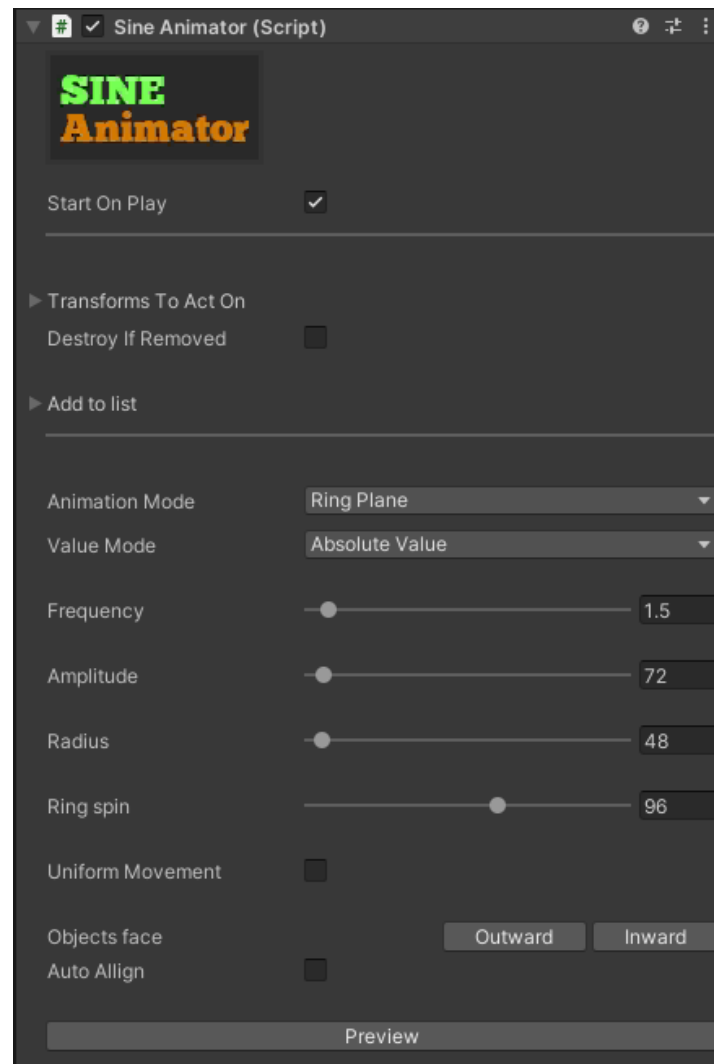 # Sine Animator (Script)
SINE
Animator
Start On Play
Transforms To Act On
Destroy If Removed
Add to list
Animation Mode Ring Plane
Value Mode Absolute Value
Frequency 1.5
Amplitude 72
Radius 48
Ring spin 96
Uniform Movement
Objects face Outward Inward
Auto Allign
Preview